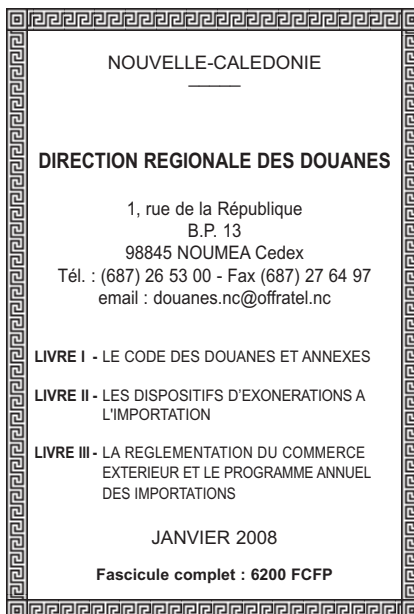 NOUVELLE-CALEDONIE
DIRECTION REGIONALE DES DOUANES
1, rue de la République
B.P. 13
98845 NOUMEA Cedex
Tél. : (687) 26 53 00 - Fax (687) 27 64 97
email : douanes.nc@offratel.nc
LIVRE I - LE CODE DES DOUANES ET ANNEXES
LIVRE II - LES DISPOSITIFS D'EXONERATIONS A
L'IMPORTATION
LIVRE III - LA REGLEMENTATION DU COMMERCE
EXTERIEUR ET LE PROGRAMME ANNUEL
DES IMPORTATIONS
JANVIER 2008
Fascicule complet : 6200 FCFP